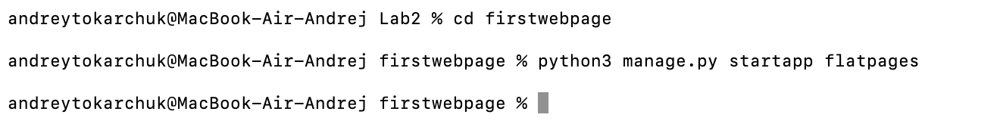 andreytokarchuk@MacBook-Air-Andrej Lab2 % cd firstwebpage
andreytokarchuk@MacBook-Air-Andrej firstwebpage % python3 manage.py startapp flatpages
andreytokarchuk@MacBook-Air-Andrej firstwebpage %